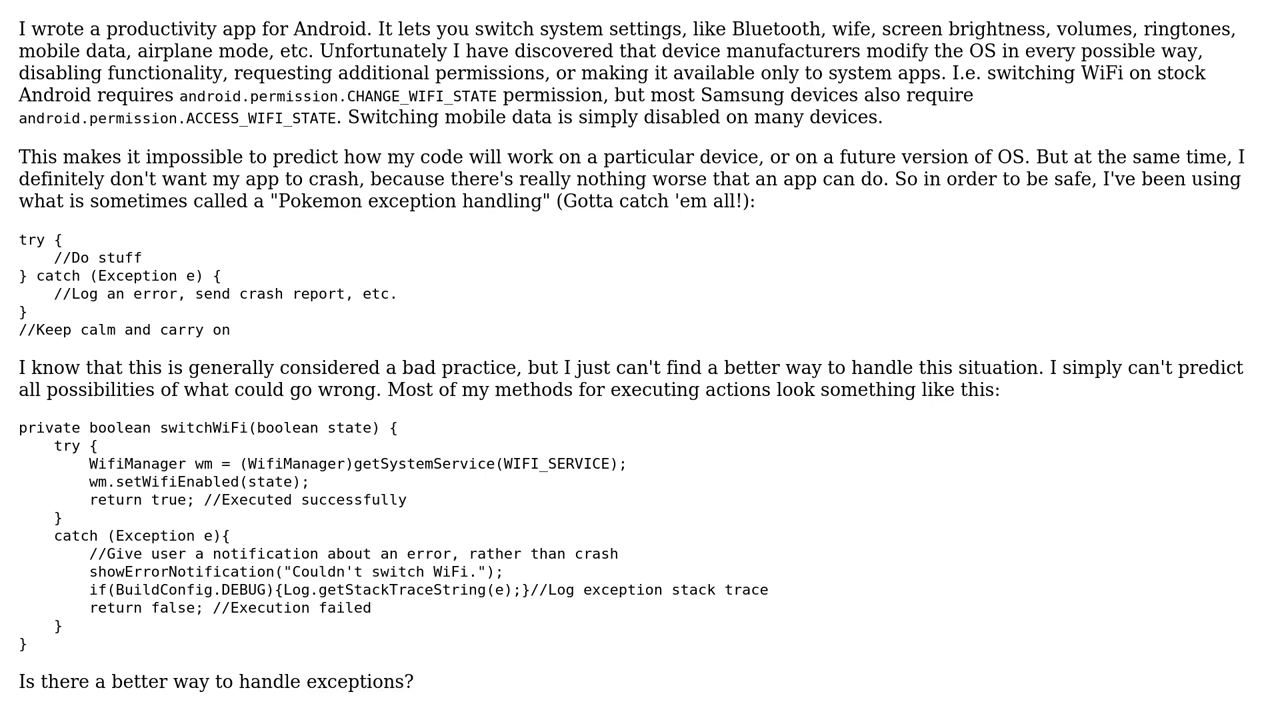 I wrote a productivity app for Android. It lets you switch system settings, like Bluetooth, wife, screen brightness, volumes, ringtones,
mobile data, airplane mode, etc. Unfortunately I have discovered that device manufacturers modify the OS in every possible way,
disabling functionality, requesting additional permissions, or making it available only to system apps. I.e. switching WiFi on stock
Android requires android.permission.CHANGE_WIFI_STATE permission, but most Samsung devices also require
android.permission.ACCESS_WIFI_STATE. Switching mobile data is simply disabled on many devices.
This makes it impossible to predict how my code will work on a particular device, or on a future version of OS. But at the same time, I
definitely don't want my app to crash, because there's really nothing worse that an app can do. So in order to be safe, I've been using
what is sometimes called a "Pokemon exception handling" (Gotta catch 'em all!):
try {
    //Do stuff
} catch (Exception e) {
    //Log an error, send crash report, etc.
}
//Keep calm and carry on
I know that this is generally considered a bad practice, but I just can't find a better way to handle this situation. I simply can't predict
all possibilities of what could go wrong. Most of my methods for executing actions look something like this:
private boolean switchWiFi(boolean state) {
    try {
        WifiManager wm = (WifiManager)getSystemService(WIFI_SERVICE);
        wm.setWifiEnabled(state);
        return true; //Executed successfully
    }
    catch (Exception e){
        //Give user a notification about an error, rather than crash
        showErrorNotification("Couldn't switch WiFi.");
        if(BuildConfig.DEBUG){Log.getStackTraceString(e);}//Log exception stack trace
        return false; //Execution failed
    }
}
Is there a better way to handle exceptions?